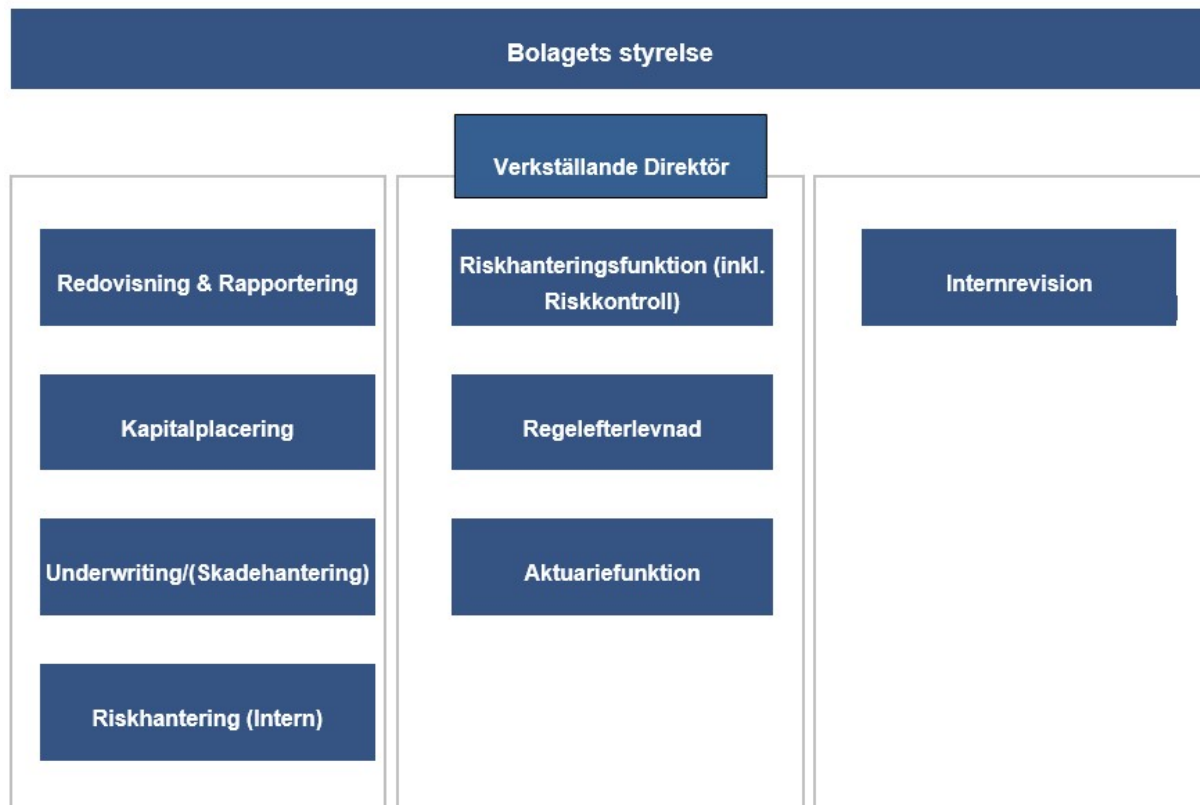 Bolagets styrelse
Verkställande Direktör
Redovisning & Rapportering
Kapitalplacering
Underwriting/(Skadehantering)
Riskhantering (Intern)
Riskhanteringsfunktion (inkl.
Riskkontroll)
Regelefterlevnad
Aktuariefunktion
Internrevision